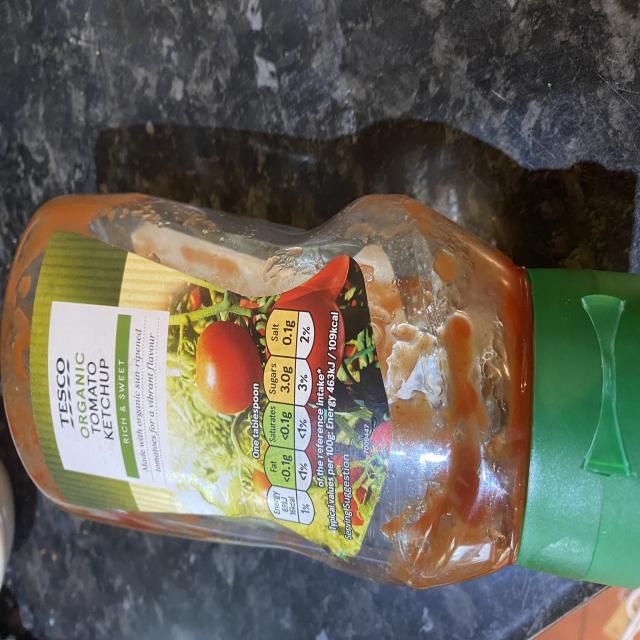 TESCO
ORGANIC
TOMATO
KETCHUP
RICH & SWEET
Made with organic sun-ripened
tomatoes for a vibrant flavour
One tablespoon
Energy Fat Saturates Sugars Salt
<0.1g <0.1g 3.0g 0.1g
1% <1% <1% 3% 2%
of the reference intake*
Typical values per 100g: Energy 463kJ / 109kcal
Serving Suggestion